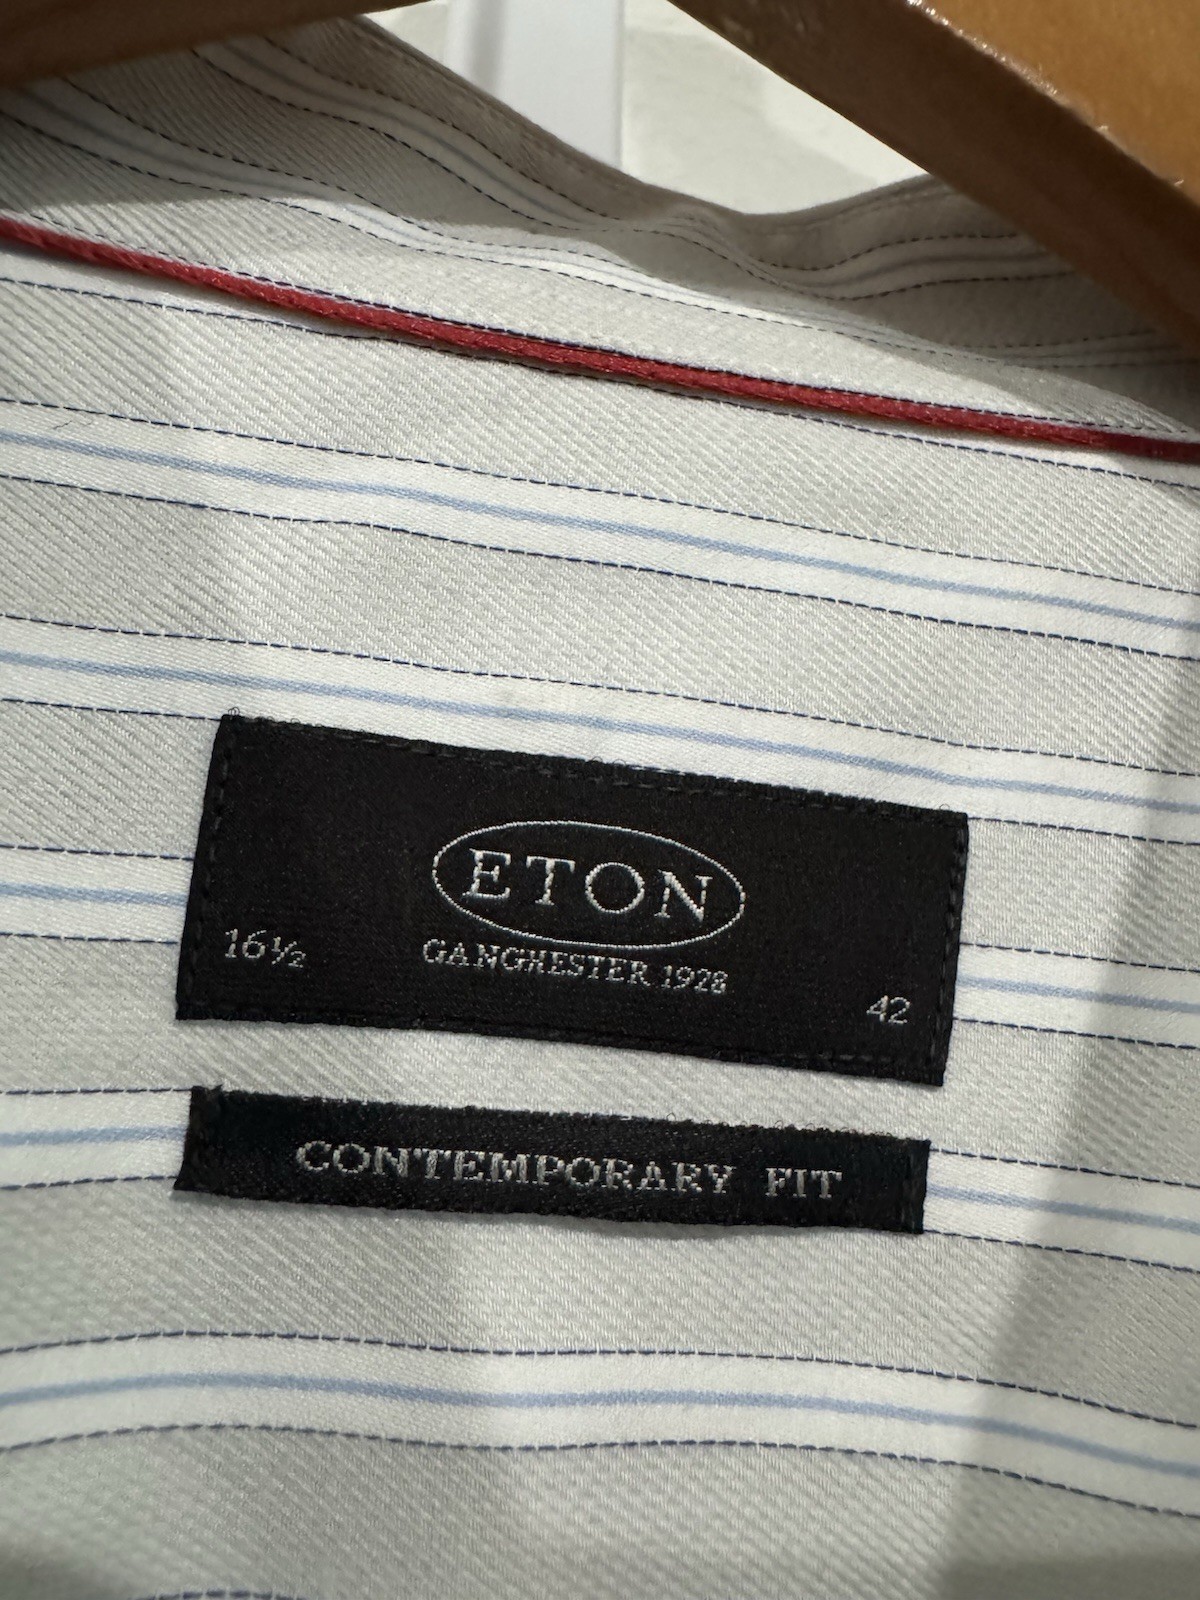 ETON
GANGHESTER 1928
16½
42
CONTEMPORARY FIT